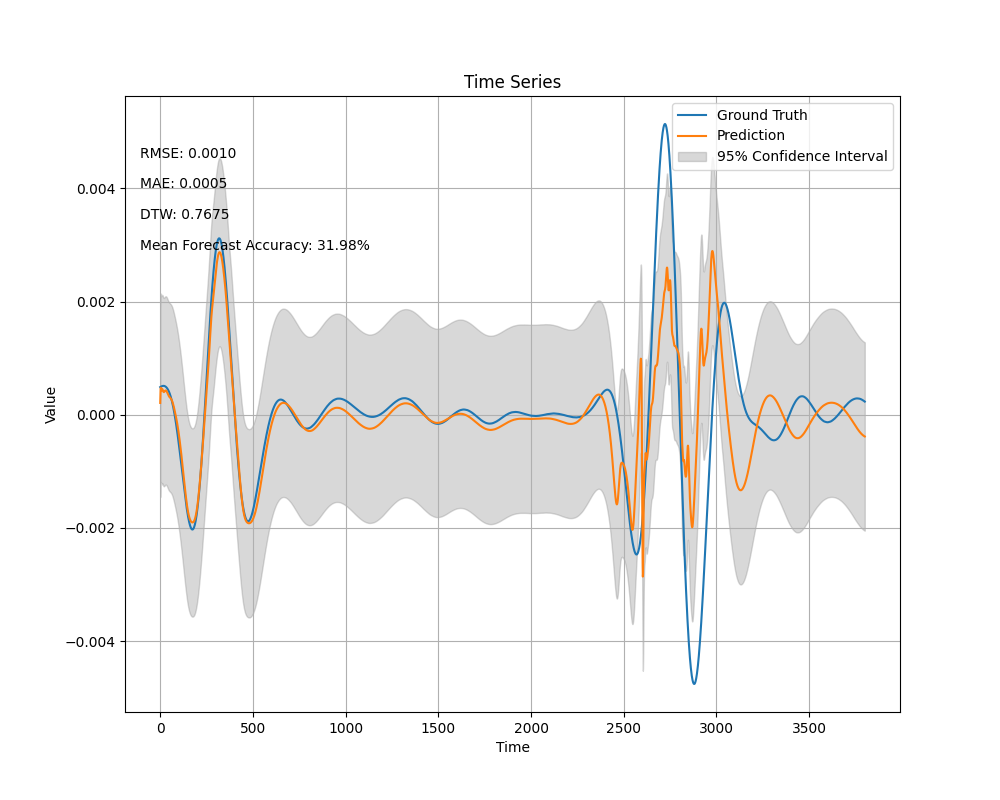 Time Series
Ground Truth
Prediction
95% Confidence Interval
RMSE: 0.0010
MAE: 0.0005
DTW: 0.7675
Mean Forecast Accuracy: 31.98%
0.004
0.002
0.000
−0.002
−0.004
Value
0 500 1000 1500 2000 2500 3000 3500
Time